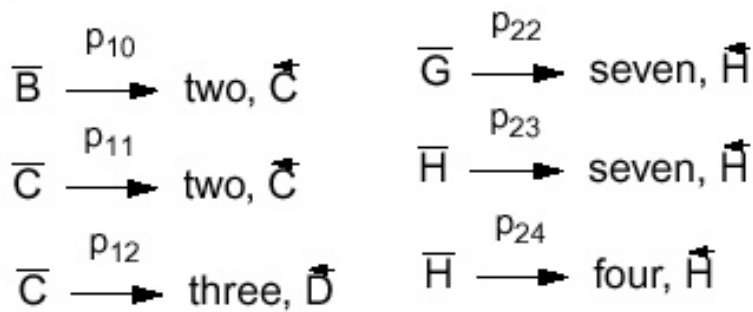 p10
B̅ → two, C⃖
p11
C̅ → two, C⃖
p12
C̅ → three, D⃖
p22
G̅ → seven, H⃖
p23
H̅ → seven, H⃖
p24
H̅ → four, H⃖